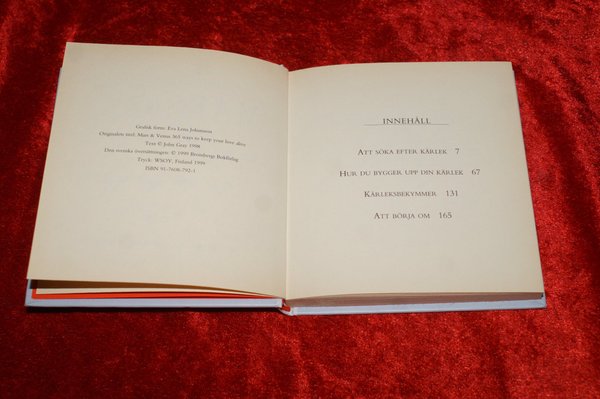 Grafisk form: Eva Lena Johansson
Originalets titel: Mars & Venus 365 ways to keep your love alive
Text © John Gray 1998
Den svenska översättningen: © 1999 Brombergs Bokförlag
Tryck: WSOY, Finland 1999
ISBN 91-7608-792-1
INNEHÅLL
ATT SÖKA EFTER KÄRLEK 7
HUR DU BYGGER UPP DIN KÄRLEK 67
KÄRLEKSBEKYMMER 131
ATT BÖRJA OM 165